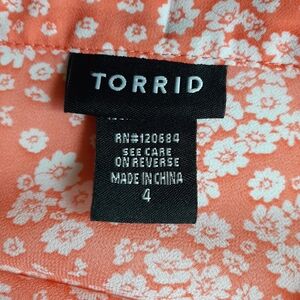 TORRID
RN#120684
SEE CARE
ON REVERSE
MADE IN CHINA
4